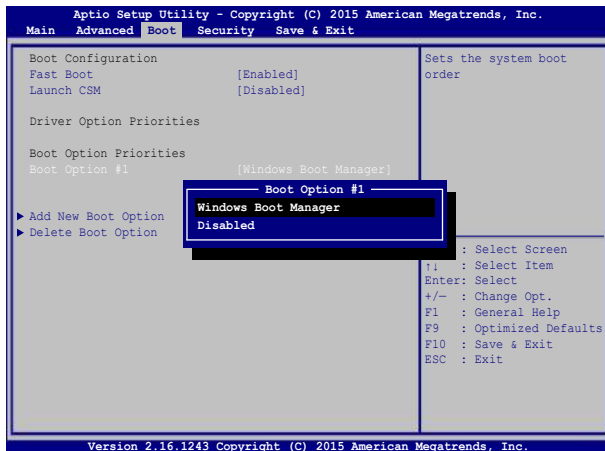 Aptio Setup Utility - Copyright (C) 2015 American Megatrends, Inc.
Main Advanced Boot Security Save & Exit
Boot Configuration
Fast Boot [Enabled]
Launch CSM [Disabled]
Driver Option Priorities
Boot Option Priorities
Boot Option #1 [Windows Boot Manager]
Add New Boot Option
Delete Boot Option
Boot Option #1
Windows Boot Manager
Disabled
Sets the system boot
order
: Select Screen
↑↓ : Select Item
Enter: Select
+/— : Change Opt.
F1 : General Help
F9 : Optimized Defaults
F10 : Save & Exit
ESC : Exit
Version 2.16.1243 Copyright (C) 2015 American Megatrends, Inc.